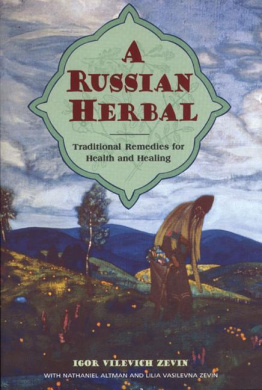 A
RUSSIAN
HERBAL
Traditional Remedies for
Health and Healing
IGOR VILEVICH ZEVIN
WITH NATHANIEL ALTMAN AND LILIA VASILEVNA ZEVIN